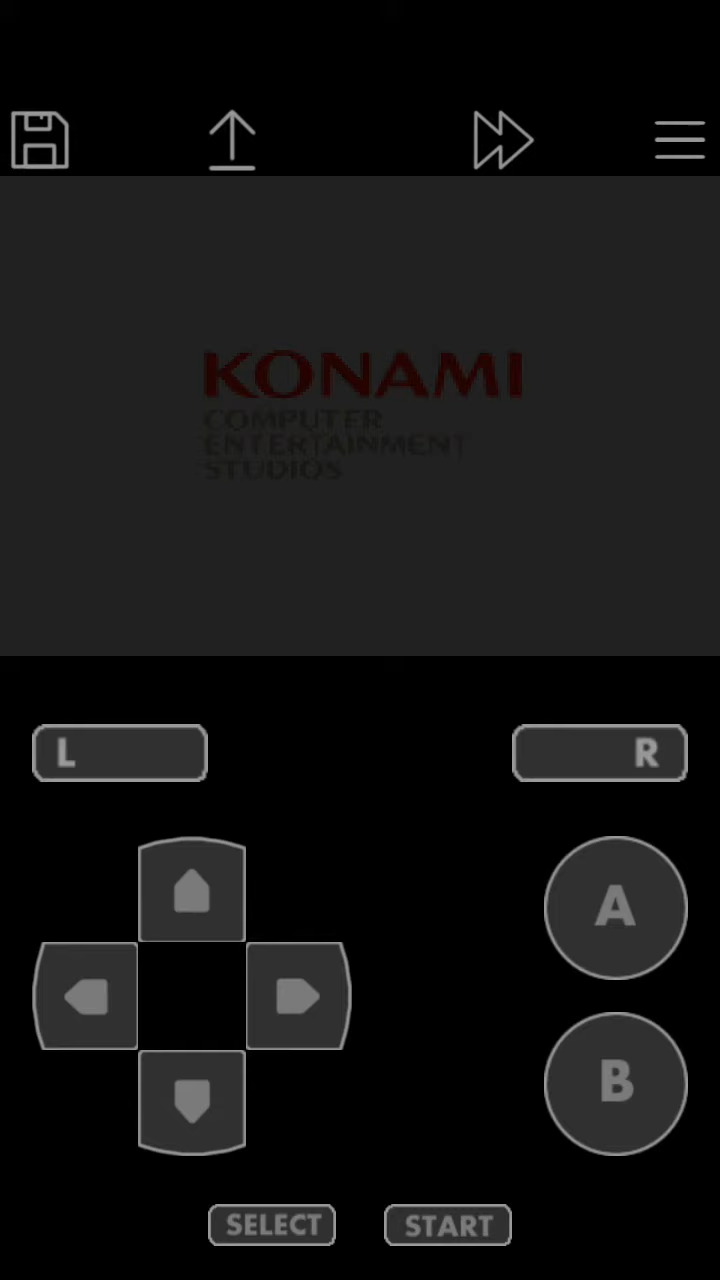 KONAMI
COMPUTER
ENTERTAINMENT
STUDIOS
L
R
A
B
SELECT
START